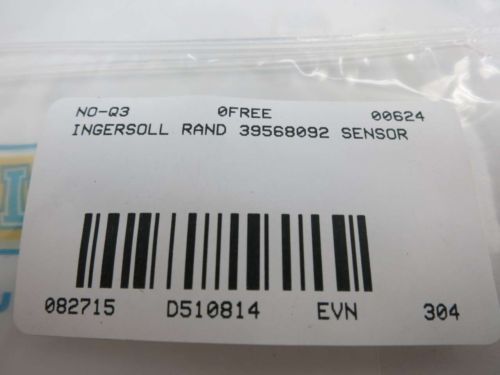 NO-Q3 0FREE 00624
INGERSOLL RAND 39568092 SENSOR
082715 D510814 EVN 304